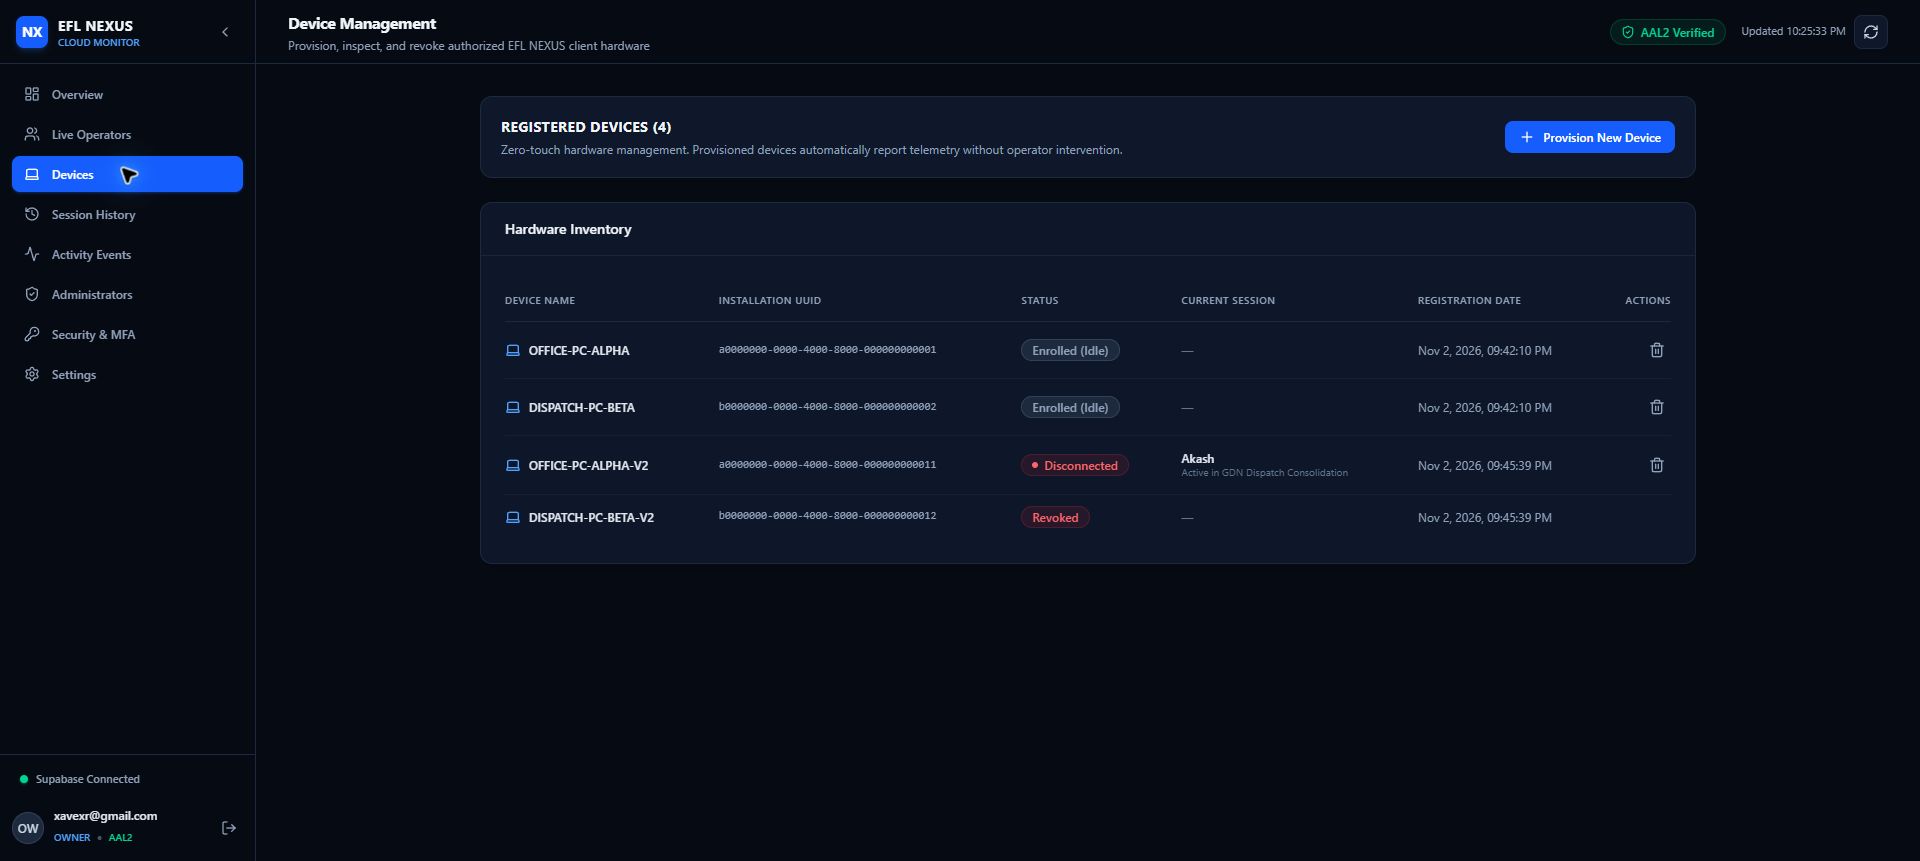 NX
EFL NEXUS
CLOUD MONITOR
Overview
Live Operators
Devices
Session History
Activity Events
Administrators
Security & MFA
Settings
Supabase Connected
OW
xavexr@gmail.com
OWNER • AAL2
Device Management
Provision, inspect, and revoke authorized EFL NEXUS client hardware
AAL2 Verified
Updated 10:25:33 PM
REGISTERED DEVICES (4)
Zero-touch hardware management. Provisioned devices automatically report telemetry without operator intervention.
+ Provision New Device
Hardware Inventory
DEVICE NAME INSTALLATION UUID STATUS CURRENT SESSION REGISTRATION DATE ACTIONS
OFFICE-PC-ALPHA a0000000-0000-4000-8000-000000000001 Enrolled (Idle) — Nov 2, 2026, 09:42:10 PM
DISPATCH-PC-BETA b0000000-0000-4000-8000-000000000002 Enrolled (Idle) — Nov 2, 2026, 09:42:10 PM
OFFICE-PC-ALPHA-V2 a0000000-0000-4000-8000-000000000011 Disconnected Akash Nov 2, 2026, 09:45:39 PM
Active in GDN Dispatch Consolidation
DISPATCH-PC-BETA-V2 b0000000-0000-4000-8000-000000000012 Revoked — Nov 2, 2026, 09:45:39 PM